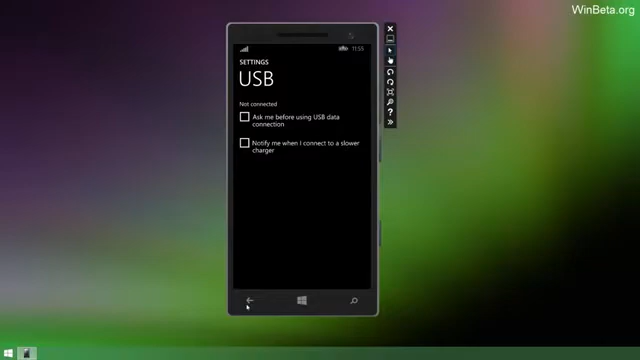 WinBeta.org
11:55
SETTINGS
USB
Not connected
Ask me before using USB data
connection
Notify me when I connect to a slower
charger